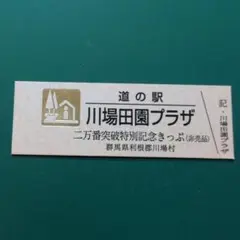 道の駅
川場田園プラザ
二万番突破特別記念きっぷ(非売品)
群馬県利根郡川場村
記・川場田園プラザ